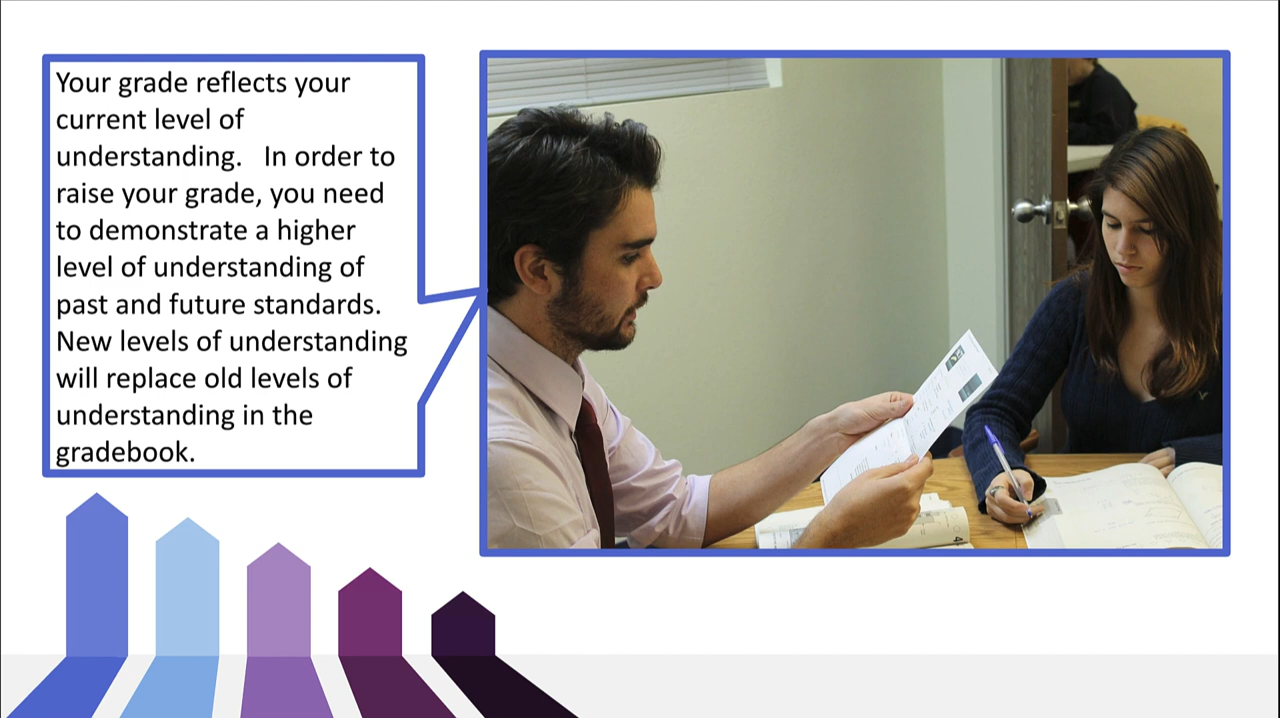 Your grade reflects your
current level of
understanding.   In order to
raise your grade, you need
to demonstrate a higher
level of understanding of
past and future standards.
New levels of understanding
will replace old levels of
understanding in the
gradebook.